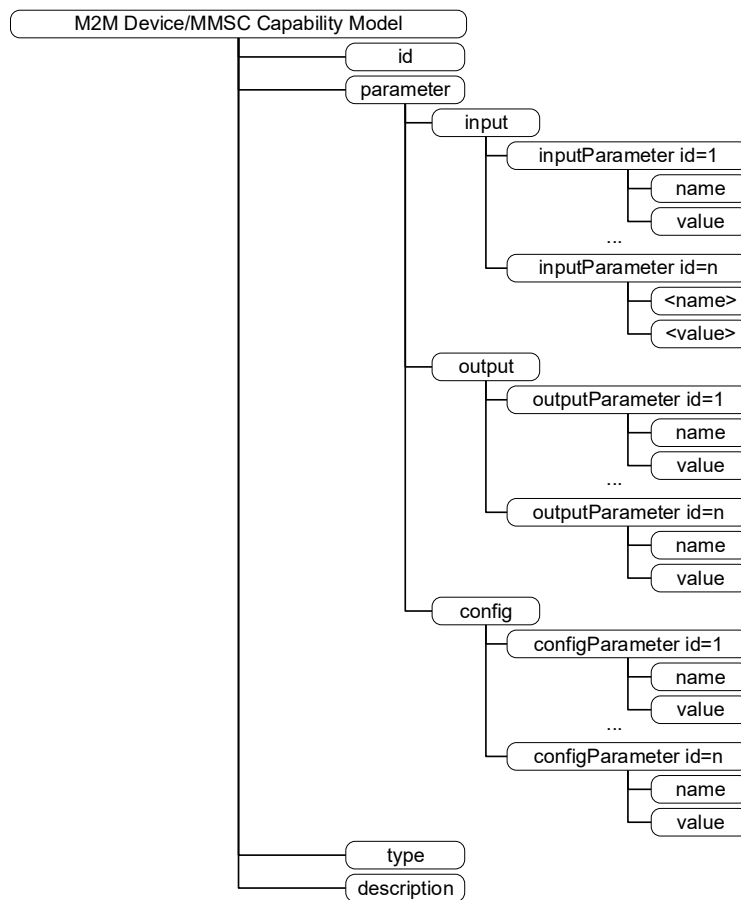 M2M Device/MMSC Capability Model
id
parameter
input
inputParameter id=1
name
value
...
inputParameter id=n
<name>
<value>
output
outputParameter id=1
name
value
...
outputParameter id=n
name
value
config
configParameter id=1
name
value
...
configParameter id=n
name
value
type
description